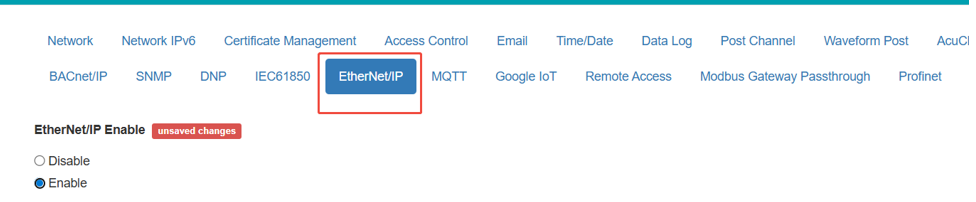 Network Network IPv6 Certificate Management Access Control Email Time/Date Data Log Post Channel Waveform Post
BACnet/IP SNMP DNP IEC61850 EtherNet/IP MQTT Google IoT Remote Access Modbus Gateway Passthrough Profinet
EtherNet/IP Enable unsaved changes
Disable
Enable